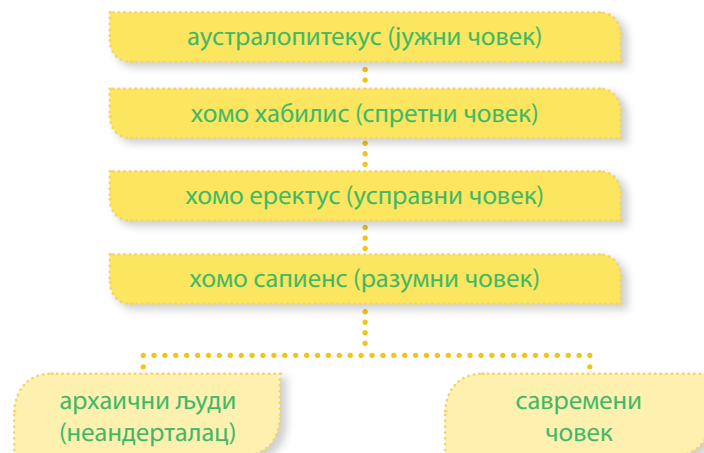 аустралопитекус (јужни човек)
хомо хабилис (спретни човек)
хомо еректус (усправни човек)
хомо сапиенс (разумни човек)
архаични људи
(неандерталац)
савремени
човек